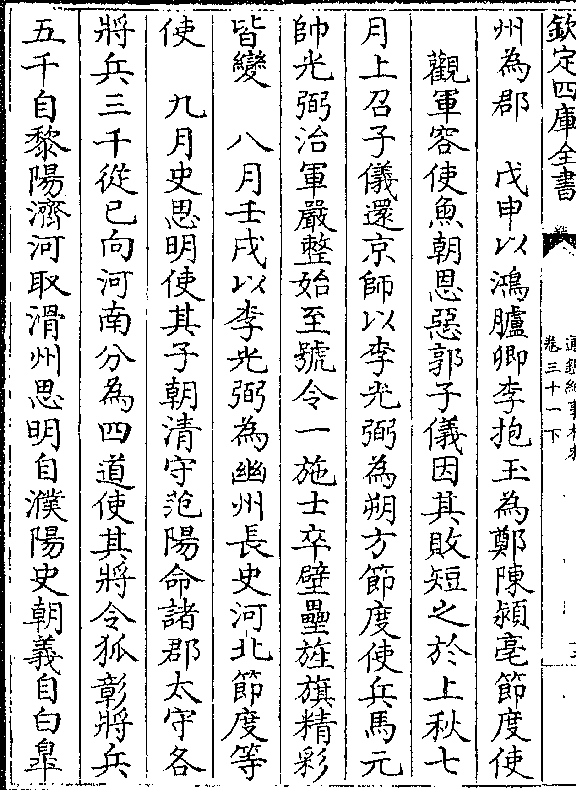 欽定四庫全書
卷三十一下
州為郡　戊申以鴻臚卿李抱玉為鄭陳潁亳節度使
觀軍容使魚朝恩惡郭子儀因其敗短之於上秋七
月上召子儀還京師以李光弼為朔方節度使兵馬元
帥光弼治軍嚴整始至號令一施士卒壁壘旌旗精彩
皆變　八月壬戌以李光弼為幽州長史河北節度等
使　九月史思明使其子朝清守范陽命諸郡太守各
將兵三千從已向河南分為四道使其將令狐彰將兵
五千自黎陽濟河取滑州思明自濮陽史朝義自白臯